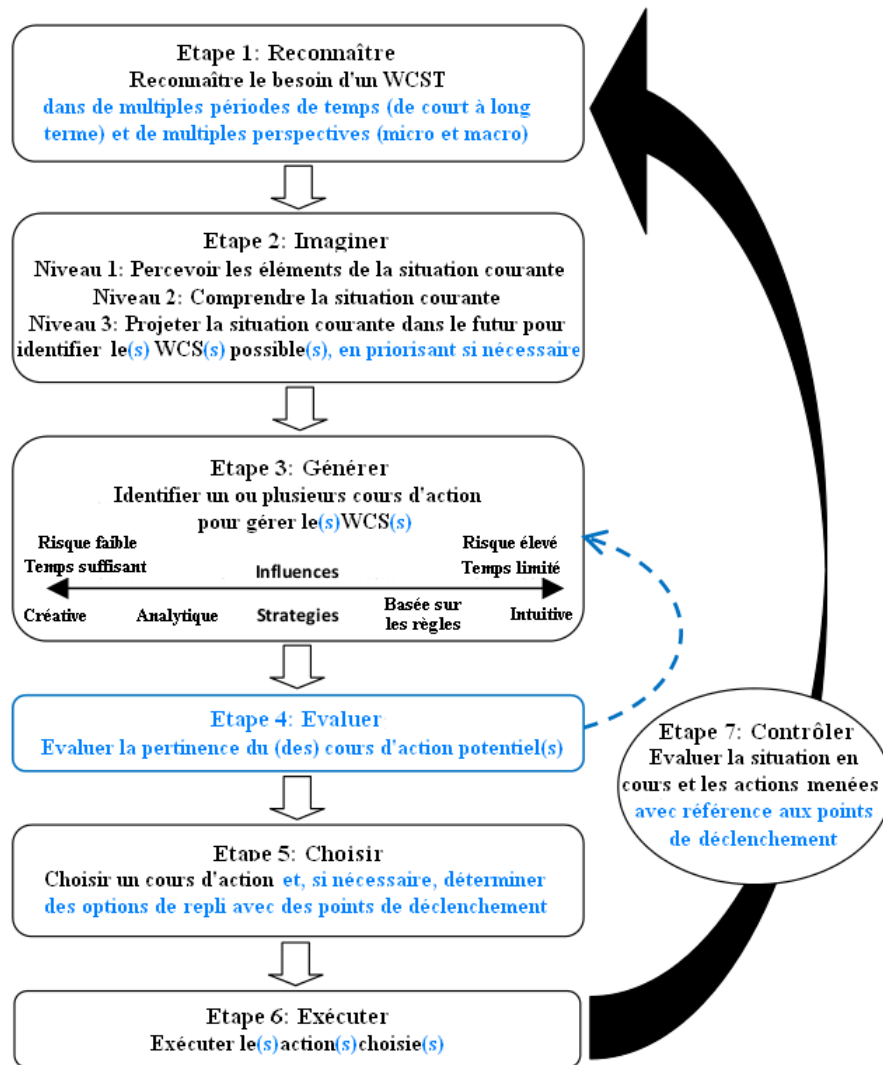 Etape 1: Reconnaître
Reconnaître le besoin d'un WCST
dans de multiples périodes de temps (de court à long
terme) et de multiples perspectives (micro et macro)
Etape 2: Imaginer
Niveau 1: Percevoir les éléments de la situation courante
Niveau 2: Comprendre la situation courante
Niveau 3: Projeter la situation courante dans le futur pour
identifier le(s) WCS(s) possible(s), en priorisant si nécessaire
Etape 3: Générer
Identifier un ou plusieurs cours d'action
pour gérer le(s)WCS(s)
Risque faible
Temps suffisant
Influences
Risque élevé
Temps limité
Créative
Analytique
Strategies
Basée sur
les règles
Intuitive
Etape 4: Evaluer
Evaluer la pertinence du (des) cours d'action potentiel(s)
Etape 5: Choisir
Choisir un cours d'action et, si nécessaire, déterminer
des options de repli avec des points de déclenchement
Etape 6: Exécuter
Exécuter le(s)action(s)choisie(s)
Etape 7: Contrôler
Evaluer la situation en
cours et les actions menées
avec référence aux points
de déclenchement